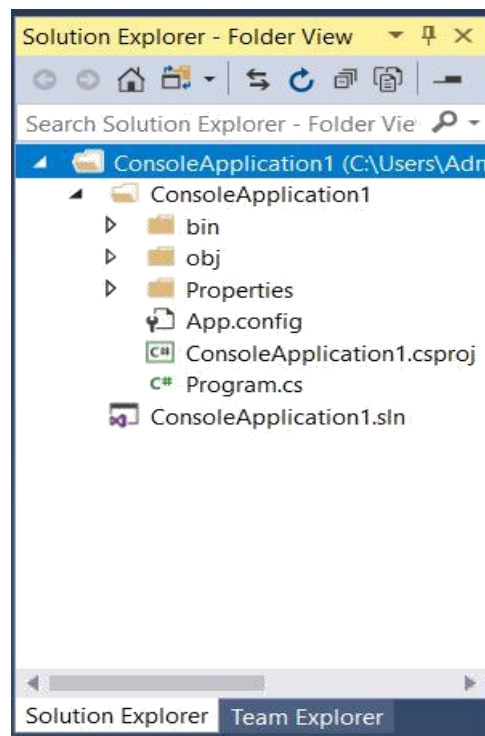 Solution Explorer - Folder View
Search Solution Explorer - Folder Vie
ConsoleApplication1 (C:\Users\Adn
ConsoleApplication1
bin
obj
Properties
App.config
C# ConsoleApplication1.csproj
C# Program.cs
ConsoleApplication1.sln
Solution Explorer Team Explorer